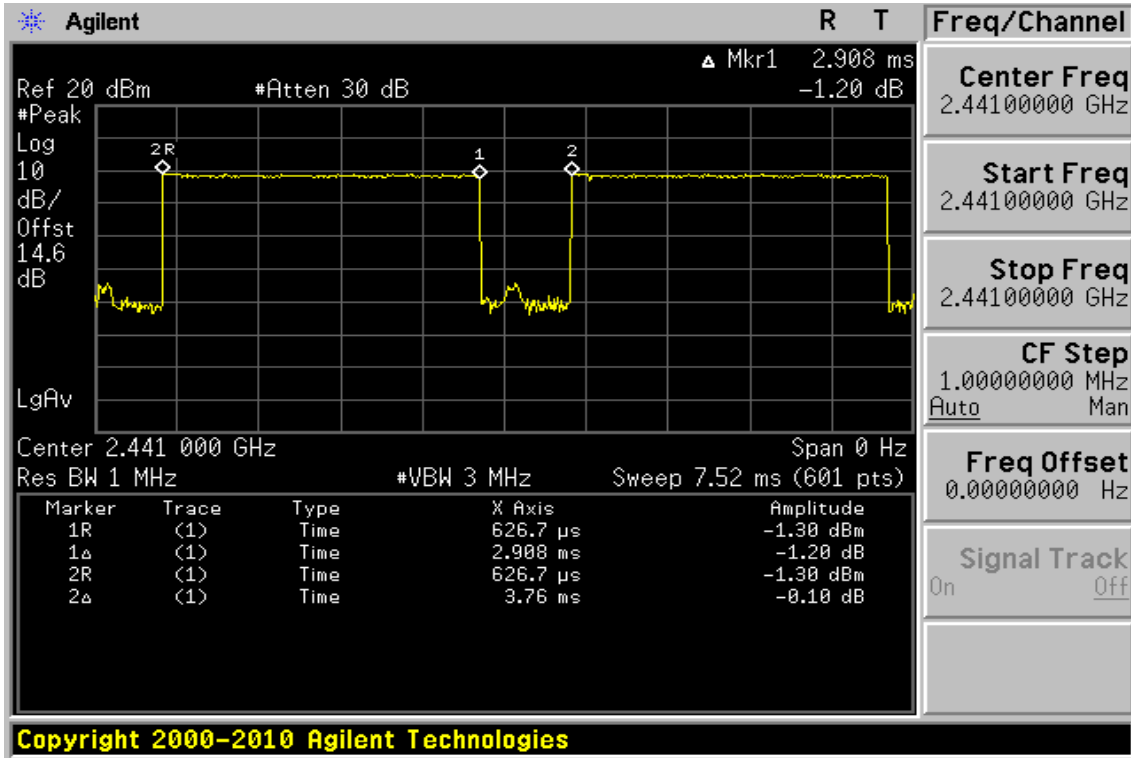 Agilent R T Freq/Channel
Δ Mkr1 2.908 ms
Ref 20 dBm #Atten 30 dB -1.20 dB
#Peak
Log
10
dB/
Offst
14.6
dB
LgAv
2R 1 2
Center 2.441 000 GHz Span 0 Hz
Res BW 1 MHz #VBW 3 MHz Sweep 7.52 ms (601 pts)
Marker Trace Type X Axis Amplitude
1R (1) Time 626.7 µs -1.30 dBm
1Δ (1) Time 2.908 ms -1.20 dB
2R (1) Time 626.7 µs -1.30 dBm
2Δ (1) Time 3.76 ms -0.10 dB
Center Freq
2.44100000 GHz
Start Freq
2.44100000 GHz
Stop Freq
2.44100000 GHz
CF Step
1.00000000 MHz
Auto Man
Freq Offset
0.00000000 Hz
Signal Track
On Off
Copyright 2000-2010 Agilent Technologies